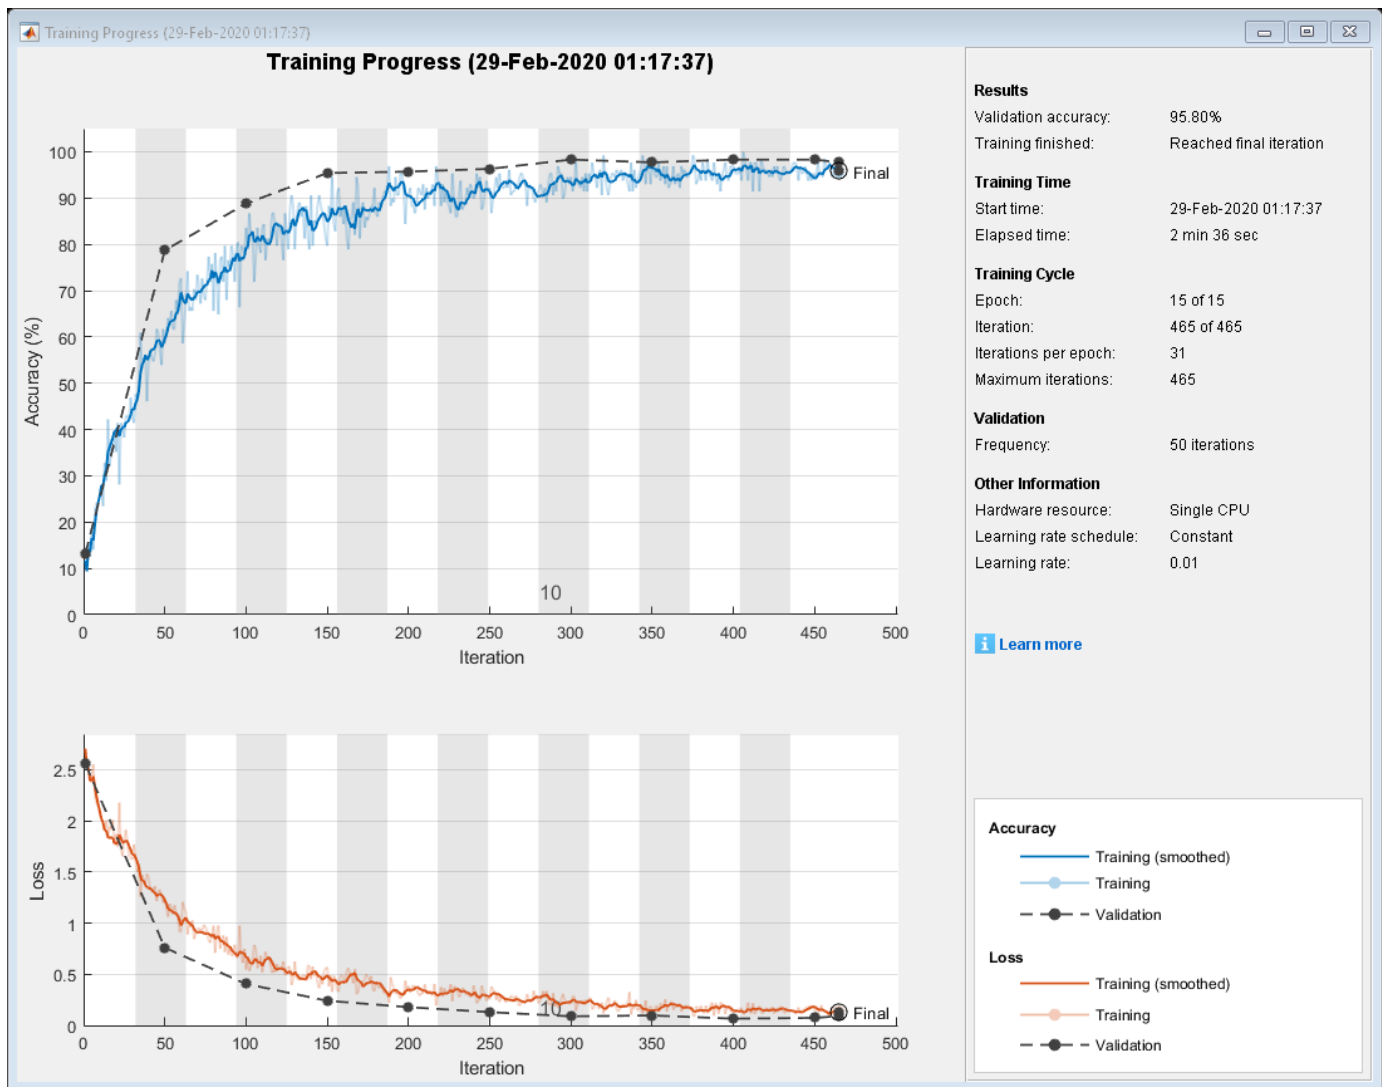 Training Progress (29-Feb-2020 01:17:37)
Training Progress (29-Feb-2020 01:17:37)
100
90
80
70
60
50
40
30
20
10
0
Accuracy (%)
Final
10
0 50 100 150 200 250 300 350 400 450 500
Iteration
2.5
2
1.5
1
0.5
0
Loss
10
Final
0 50 100 150 200 250 300 350 400 450 500
Iteration
Results
Validation accuracy: 95.80%
Training finished: Reached final iteration
Training Time
Start time: 29-Feb-2020 01:17:37
Elapsed time: 2 min 36 sec
Training Cycle
Epoch: 15 of 15
Iteration: 465 of 465
Iterations per epoch: 31
Maximum iterations: 465
Validation
Frequency: 50 iterations
Other Information
Hardware resource: Single CPU
Learning rate schedule: Constant
Learning rate: 0.01
i Learn more
Accuracy
Training (smoothed)
Training
Validation
Loss
Training (smoothed)
Training
Validation